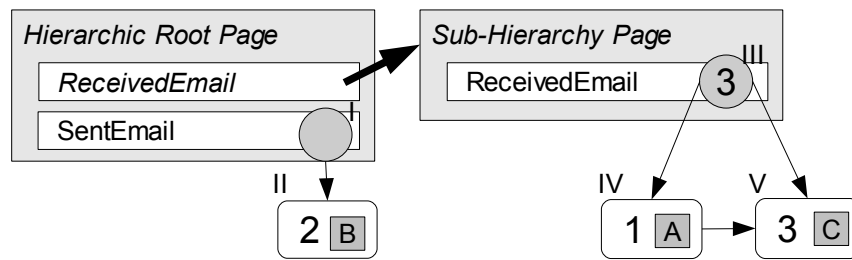 Hierarchic Root Page
ReceivedEmail
SentEmail
I
Sub-Hierarchy Page
III
ReceivedEmail
3
II
2 B
IV
1 A
V
3 C